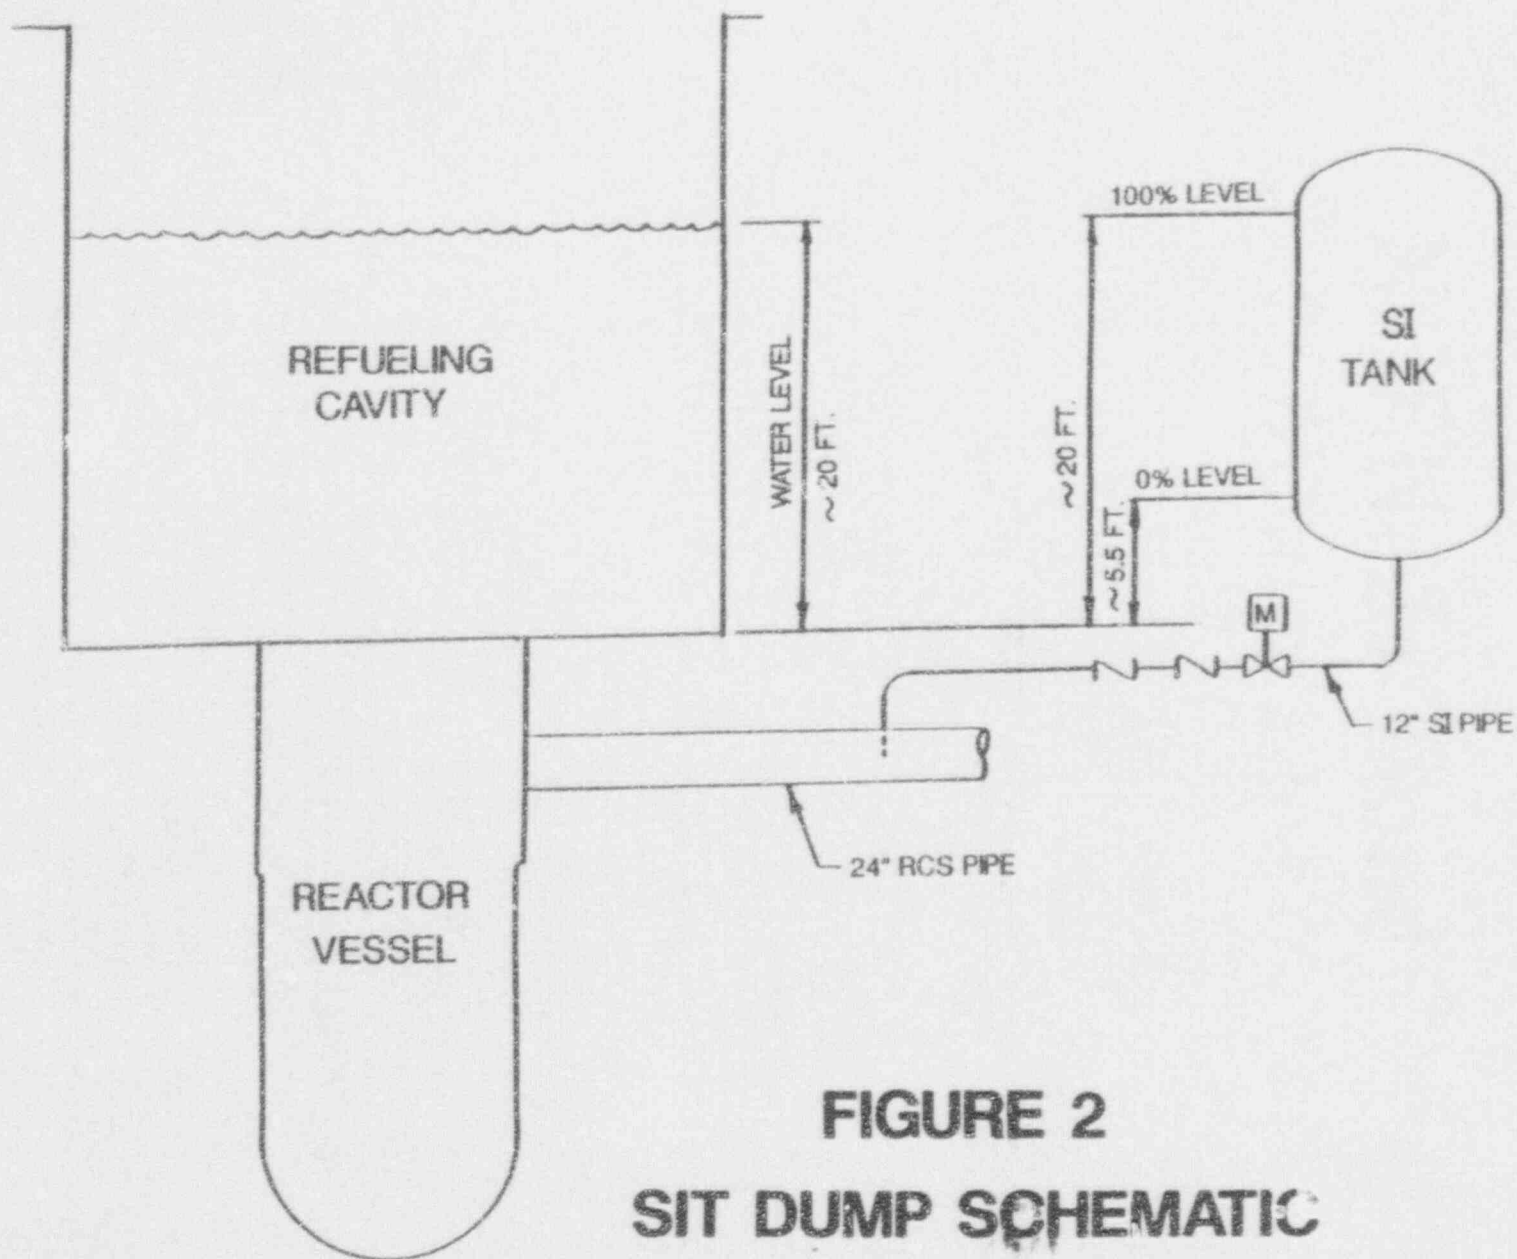 100% LEVEL
REFUELING
CAVITY
WATER LEVEL
~ 20 FT.
~ 20 FT.
0% LEVEL
~ 5.5 FT.
SI
TANK
M
12" SI PIPE
24" RCS PIPE
REACTOR
VESSEL
FIGURE 2
SIT DUMP SCHEMATIC